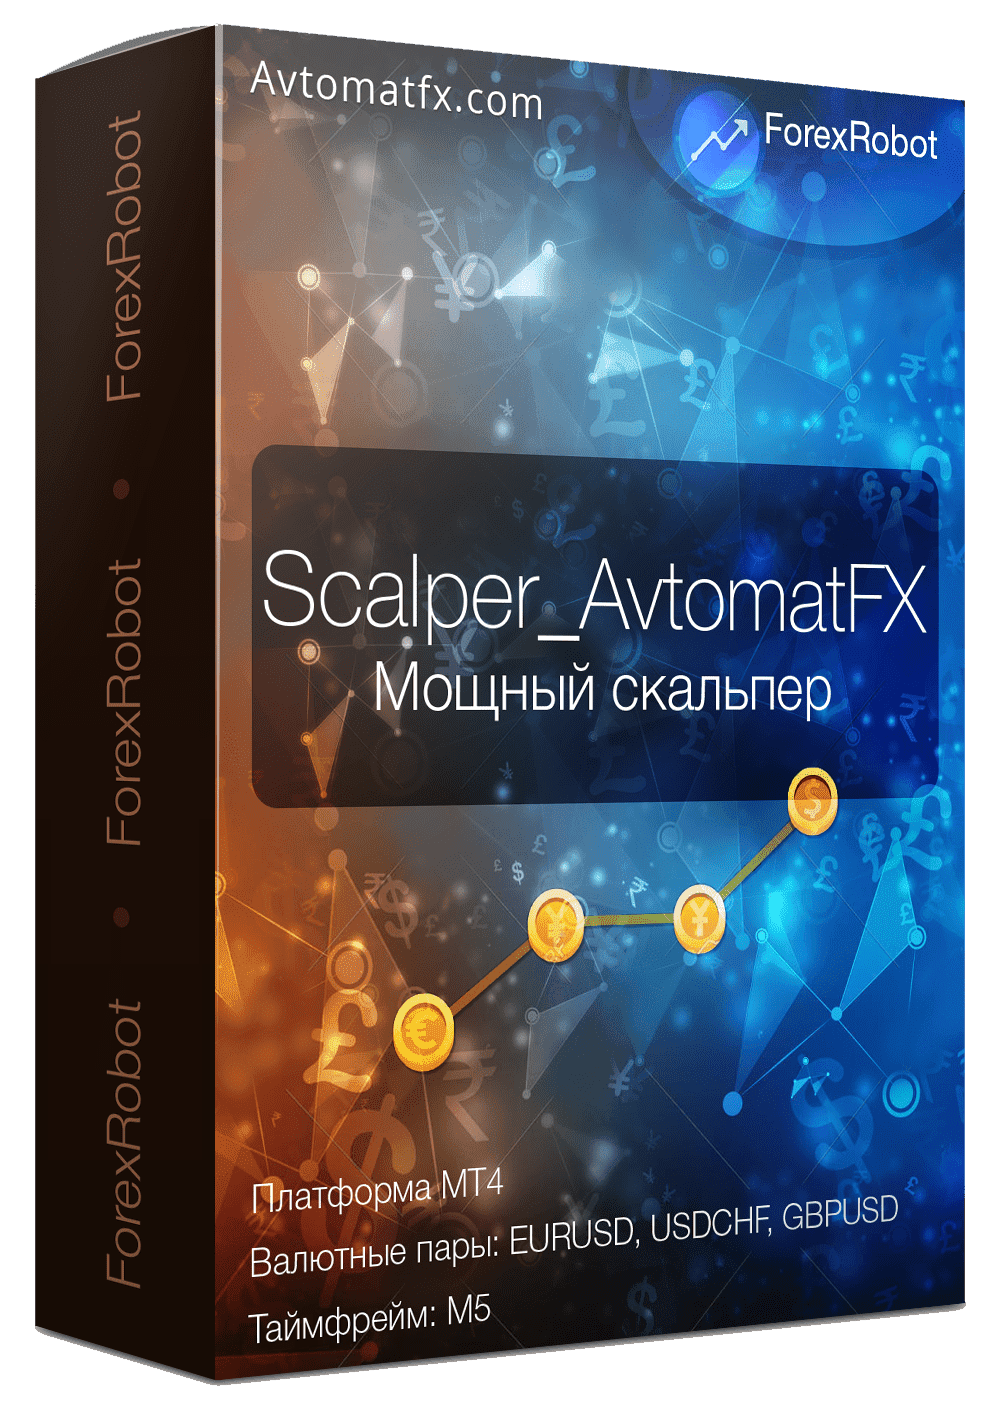 Avtomatfx.com
ForexRobot
Scalper_AvtomatFX
Мощный скальпер
Платформа MT4
Валютные пары: EURUSD, USDCHF, GBPUSD
Таймфрейм: M5
ForexRobot • ForexRobot • ForexRobot